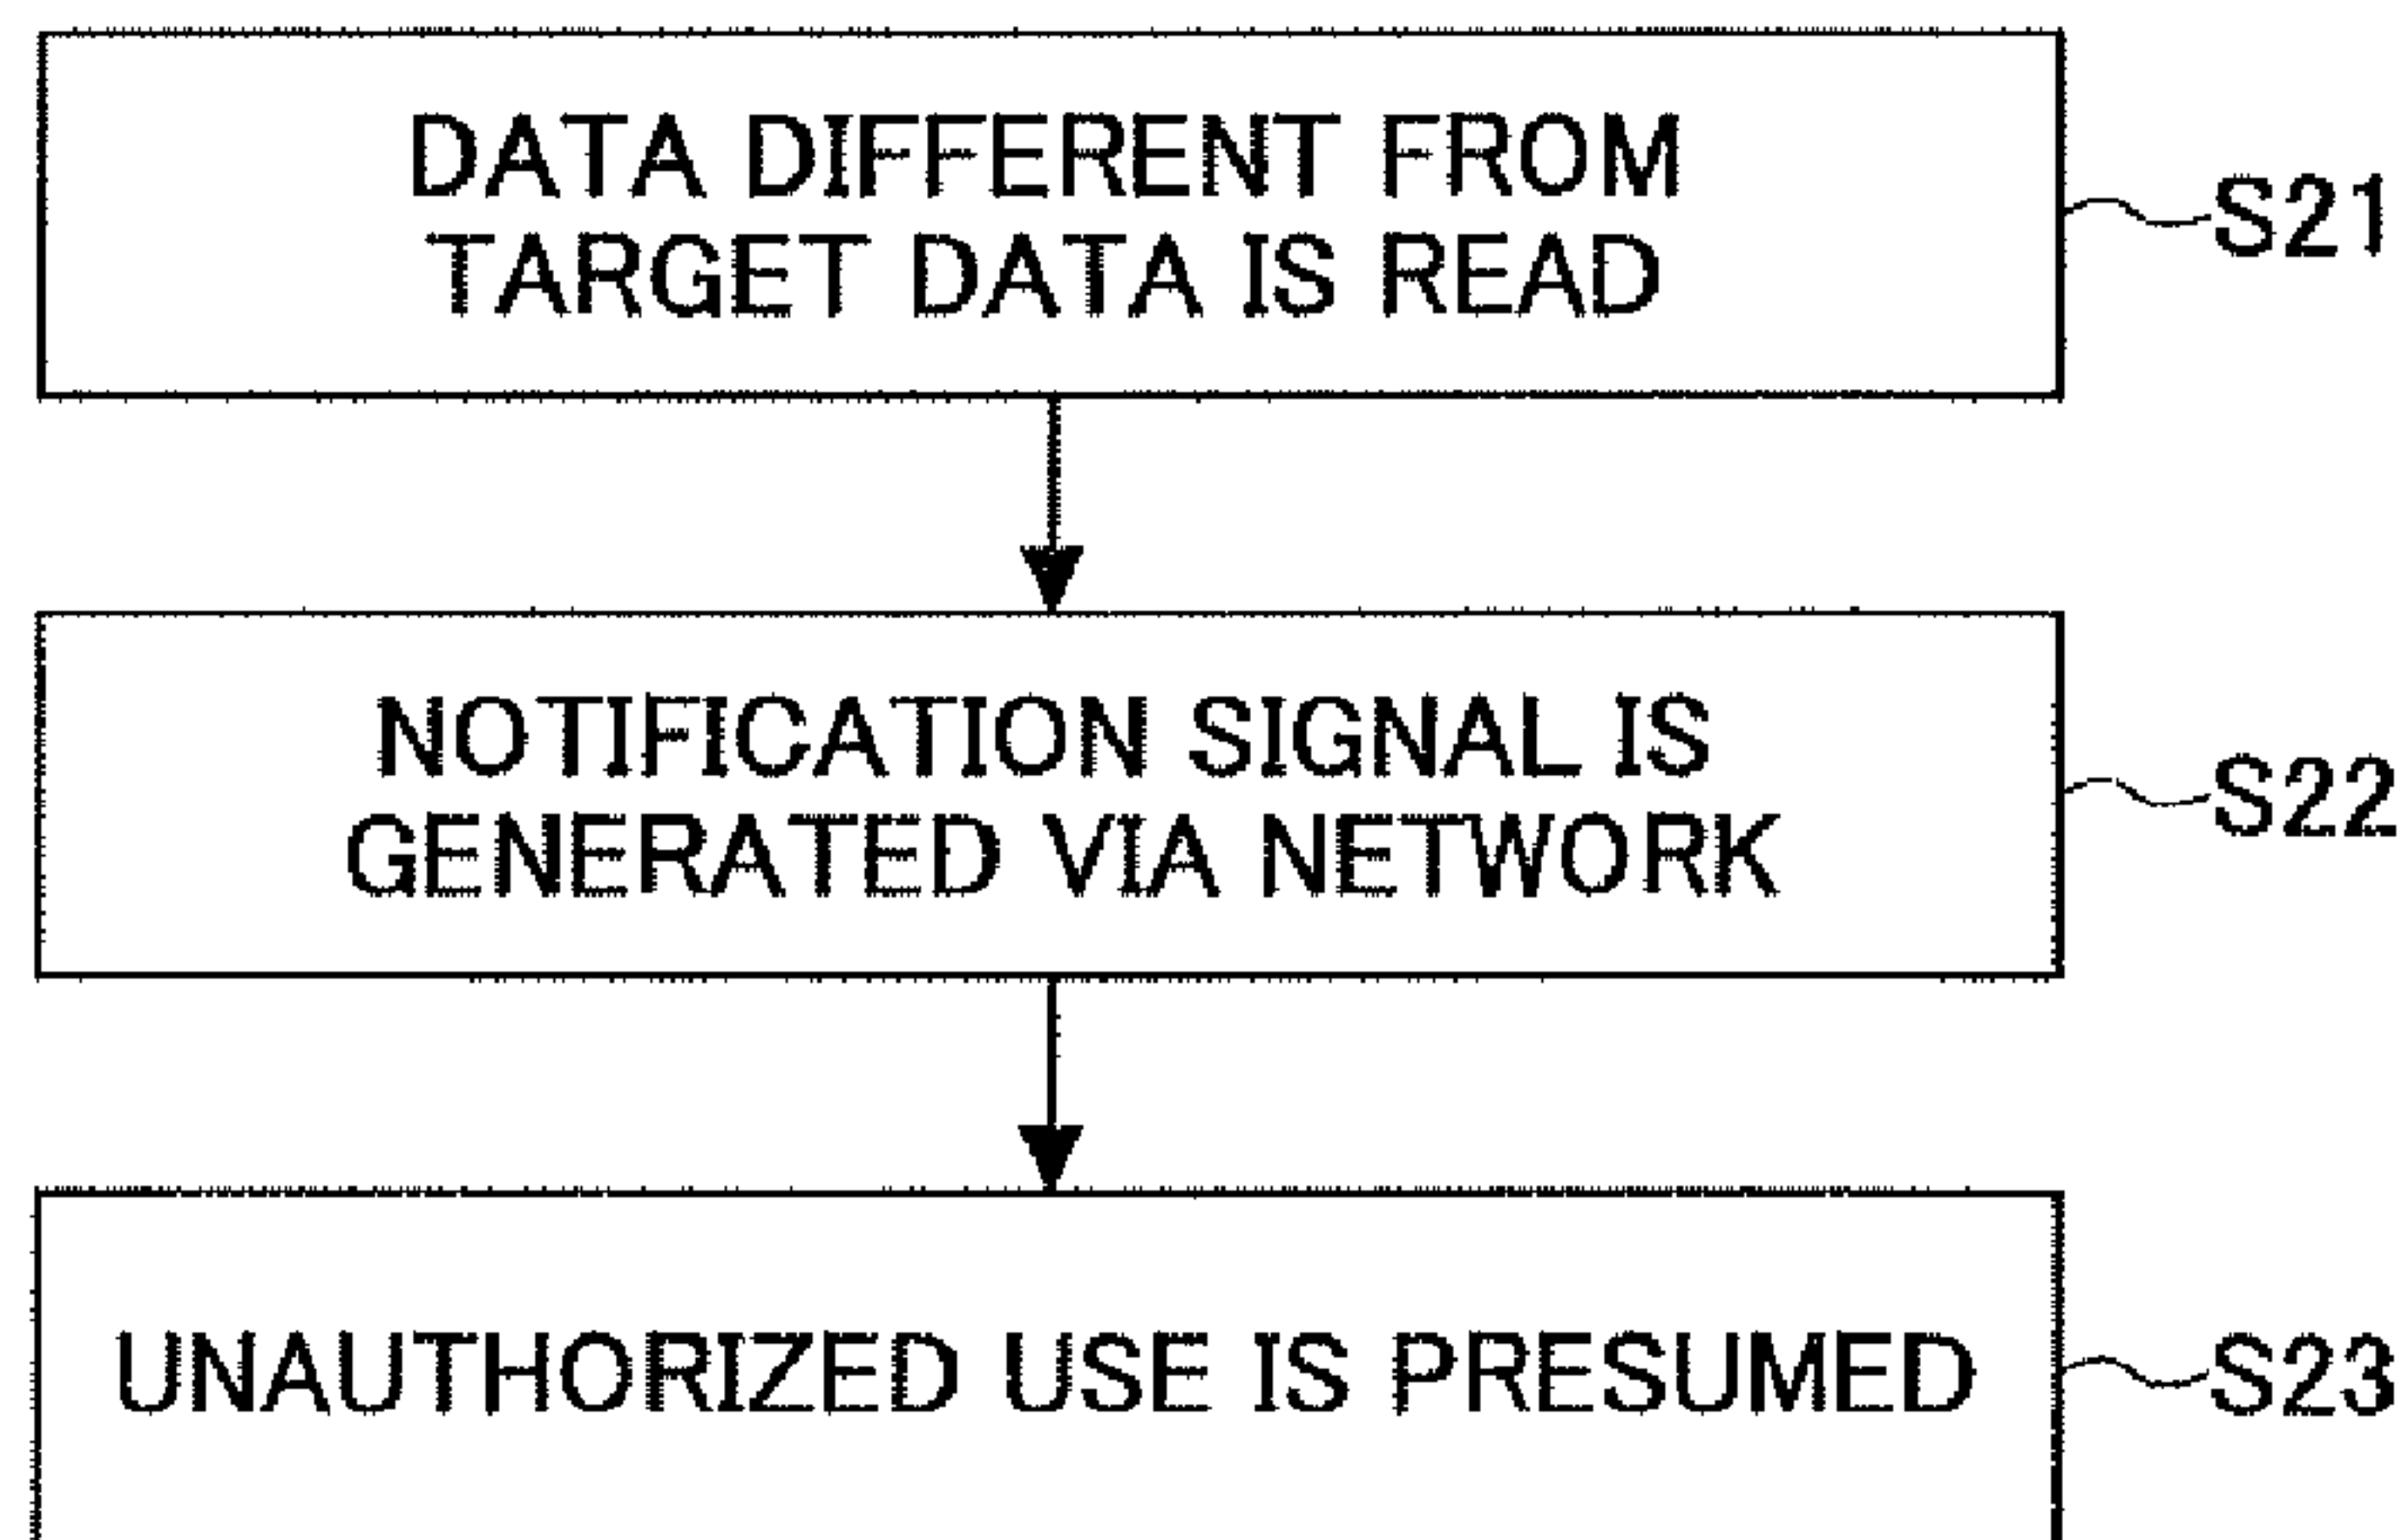 DATA DIFFERENT FROM
TARGET DATA IS READ
S21
NOTIFICATION SIGNAL IS
GENERATED VIA NETWORK
S22
UNAUTHORIZED USE IS PRESUMED
S23